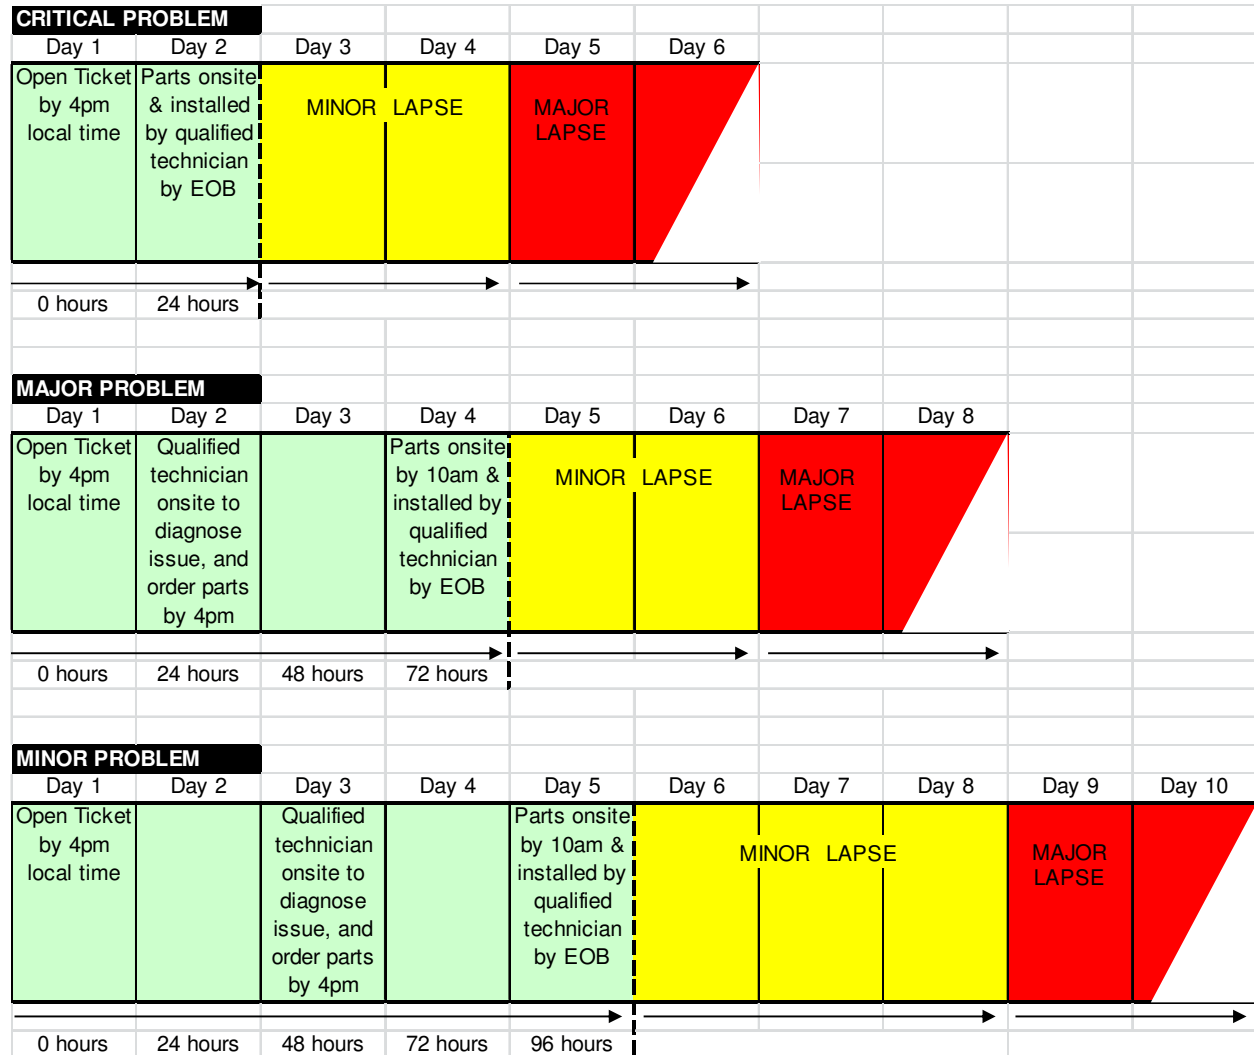 CRITICAL PROBLEM
Day 1 Day 2 Day 3 Day 4 Day 5 Day 6
Open Ticket
by 4pm
local time
Parts onsite
& installed
by qualified
technician
by EOB
MINOR LAPSE
MAJOR
LAPSE
0 hours 24 hours
MAJOR PROBLEM
Day 1 Day 2 Day 3 Day 4 Day 5 Day 6 Day 7 Day 8
Open Ticket
by 4pm
local time
Qualified
technician
onsite to
diagnose
issue, and
order parts
by 4pm
Parts onsite
by 10am &
installed by
qualified
technician
by EOB
MINOR LAPSE
MAJOR
LAPSE
0 hours 24 hours 48 hours 72 hours
MINOR PROBLEM
Day 1 Day 2 Day 3 Day 4 Day 5 Day 6 Day 7 Day 8 Day 9 Day 10
Open Ticket
by 4pm
local time
Qualified
technician
onsite to
diagnose
issue, and
order parts
by 4pm
Parts onsite
by 10am &
installed by
qualified
technician
by EOB
MINOR LAPSE
MAJOR
LAPSE
0 hours 24 hours 48 hours 72 hours 96 hours